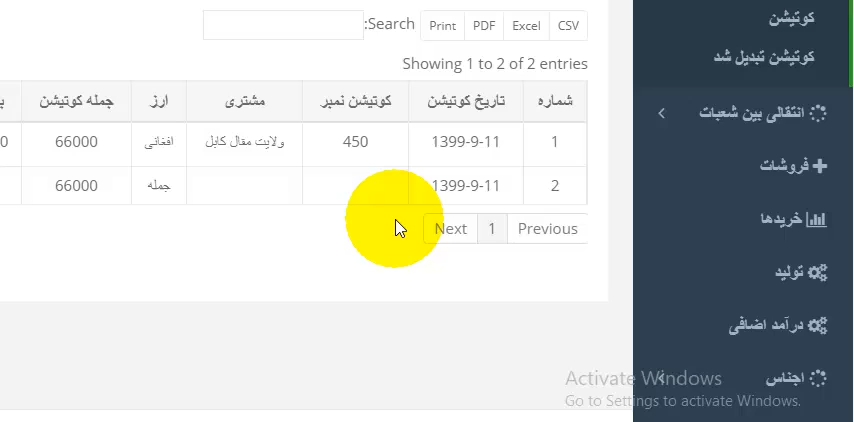 Search: Print PDF Excel CSV
Showing 1 to 2 of 2 entries
شماره تاریخ کوتیشن کوتیشن نمبر مشتری ارز جمله کوتیشن
1 1399-9-11 450 ولایت مقال کابل افغانی 66000 0
2 1399-9-11 جمله 66000
Next 1 Previous
کوتیشن
کوتیشن تبدیل شد
انتقالی بین شعبات
فروشات
خریدها
تولید
درآمد اضافی
اجناس
Activate Windows
Go to Settings to activate Windows.